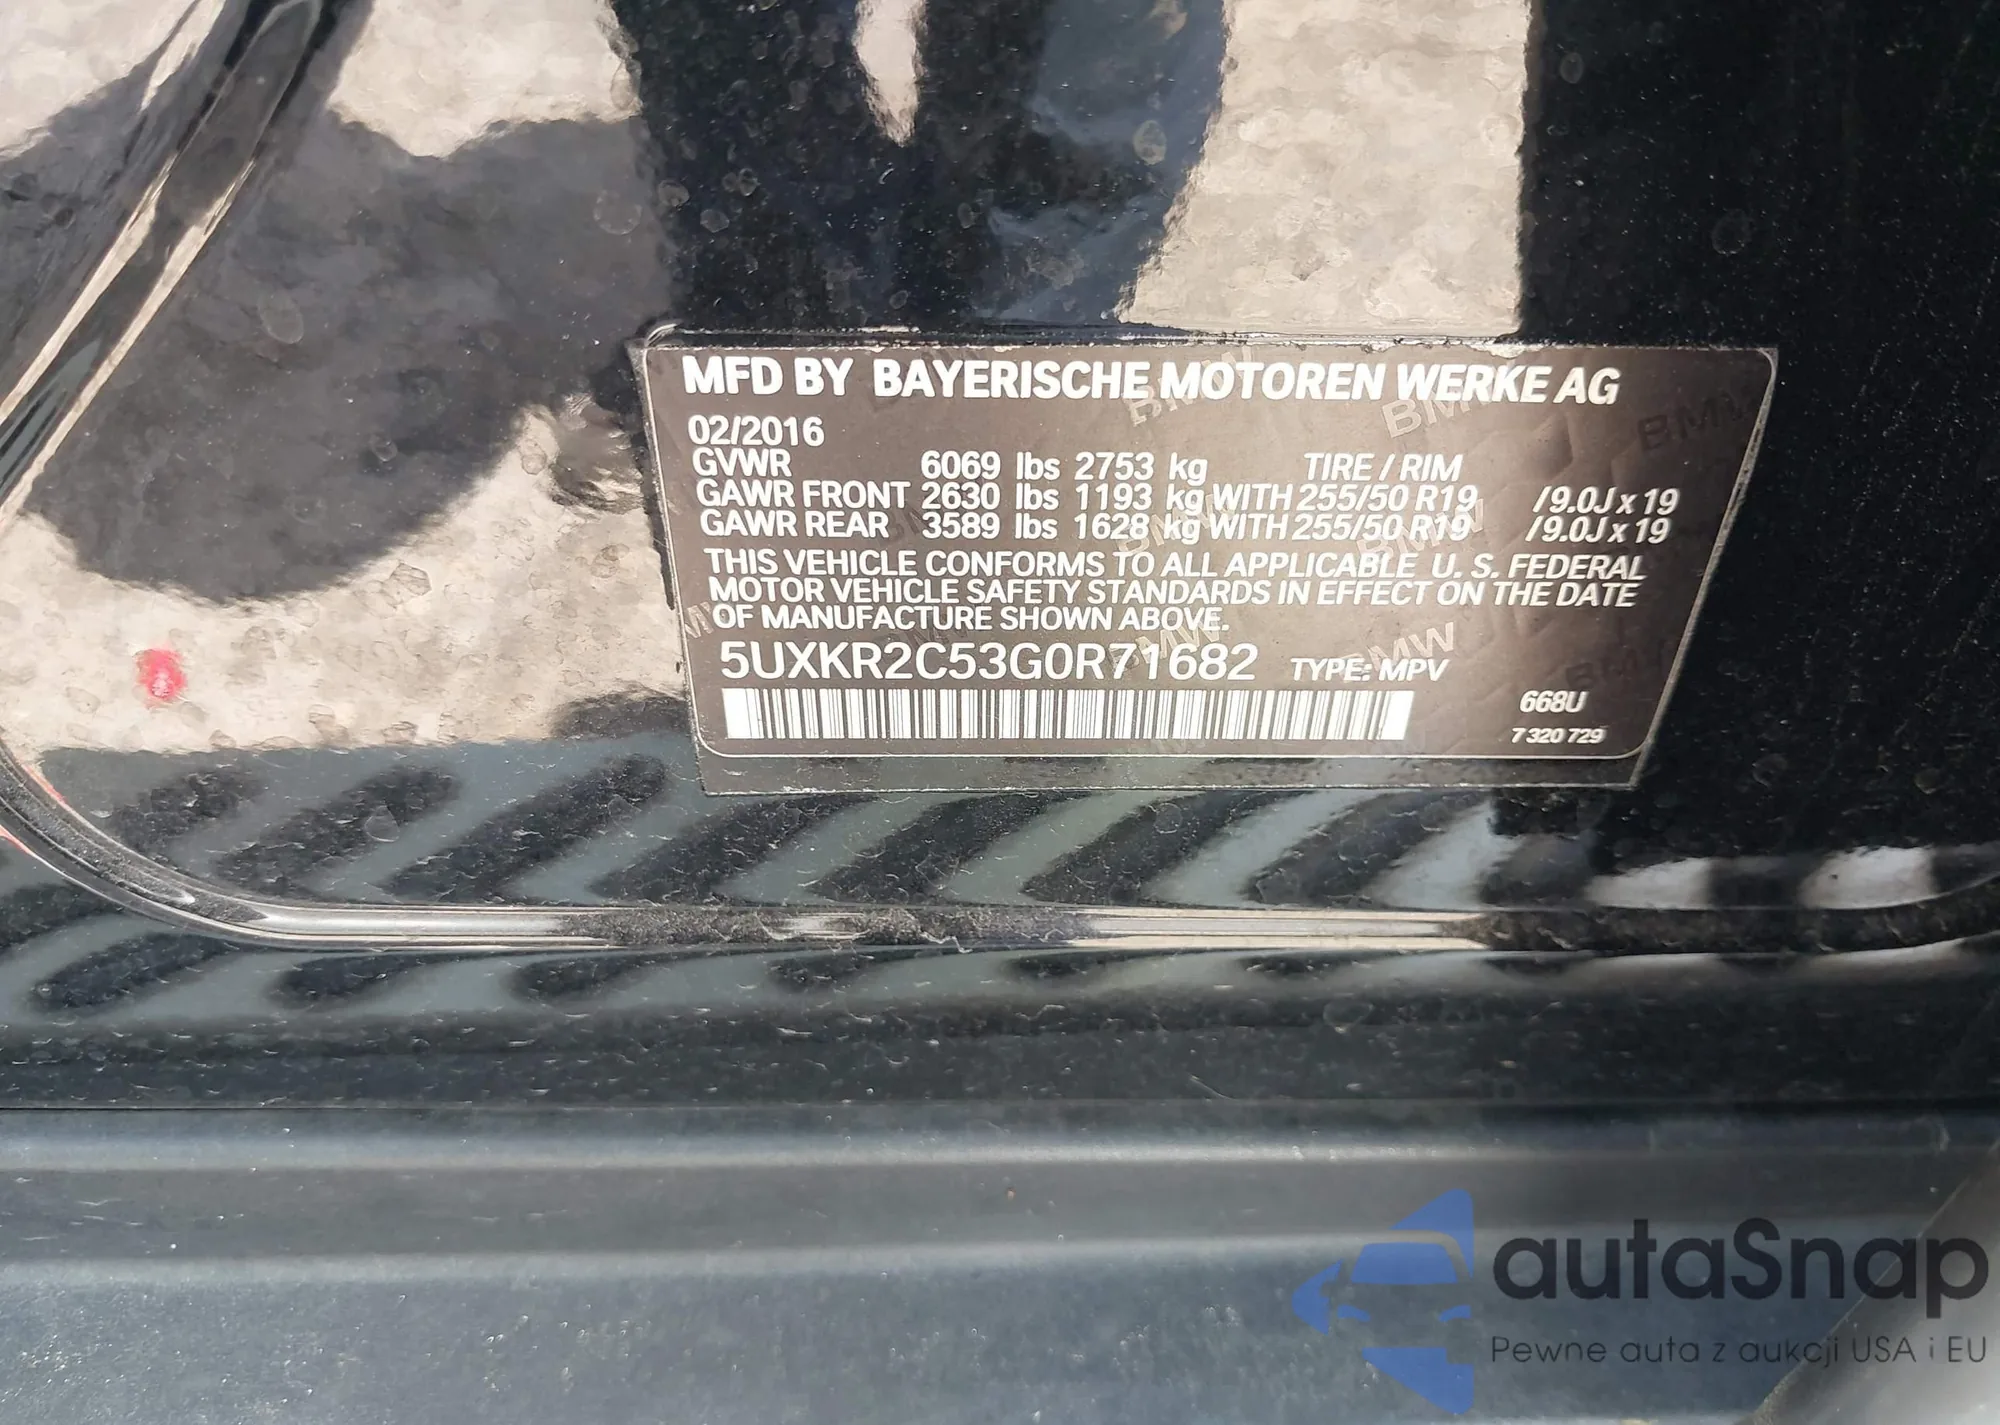 MFD BY BAYERISCHE MOTOREN WERKE AG
02/2016
GVWR 6069 lbs 2753 kg TIRE / RIM
GAWR FRONT 2630 lbs 1193 kg WITH 255/50 R19 / 9.0J x 19
GAWR REAR 3589 lbs 1628 kg WITH 255/50 R19 / 9.0J x 19
THIS VEHICLE CONFORMS TO ALL APPLICABLE U. S. FEDERAL
MOTOR VEHICLE SAFETY STANDARDS IN EFFECT ON THE DATE
OF MANUFACTURE SHOWN ABOVE.
5UXKR2C53G0R71682 TYPE: MPV
668U
7 320 729
autaSnap
Pewne auta z aukcji USA i EU